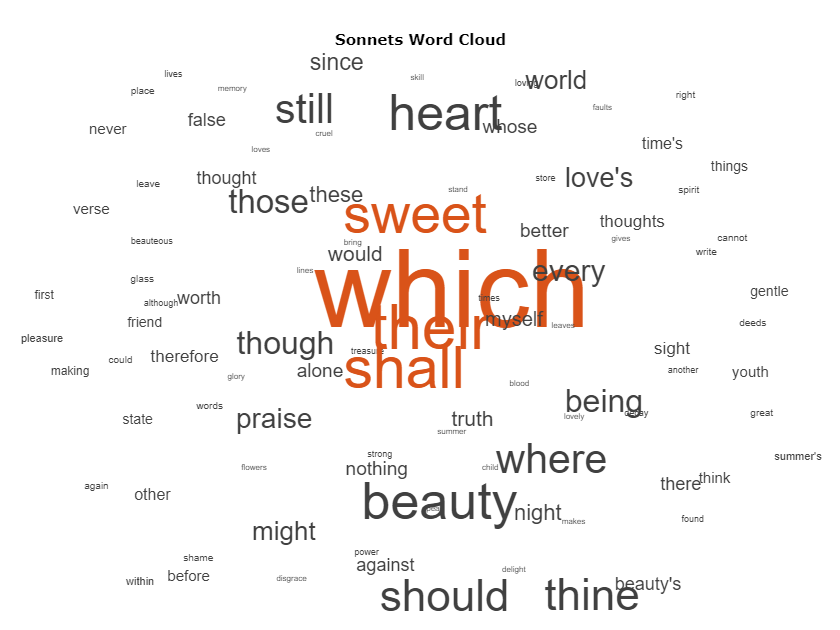 Sonnets Word Cloud
since
lives
skill
world
loving
place
memory
right
still
heart
faults
false
whose
never
cruel
time's
loves
things
thought
love's
store
leave
these
stand
spirit
those
verse
sweet
thoughts
better
beauteous
bring
gives
cannot
would
write
lines
which
every
glass
worth
first
although
times
gentle
friend
myself
their
leaves
deeds
pleasure
though
treasure
sight
could
therefore
making
alone
shall
another
youth
glory
blood
words
being
state
praise
truth
lovely
decay
great
summer
strong
where
summer's
flowers
nothing
child
there
think
again
other
beauty
night
makes
found
might
shame
power
against
within
before
disgrace
delight
beauty's
should
thine